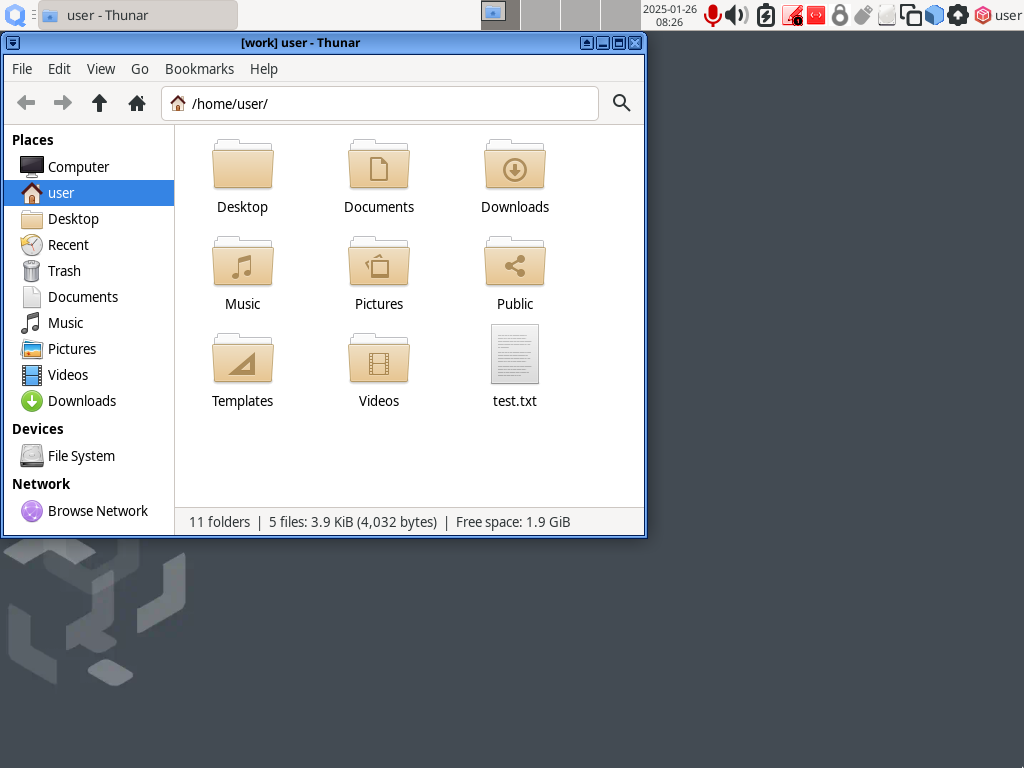 user - Thunar
2025-01-26
08:26
user
[work] user - Thunar
File Edit View Go Bookmarks Help
/home/user/
Places
Computer
user
Desktop
Recent
Trash
Documents
Music
Pictures
Videos
Downloads
Devices
File System
Network
Browse Network
Desktop Documents Downloads
Music Pictures Public
Templates Videos test.txt
11 folders | 5 files: 3.9 KiB (4,032 bytes) | Free space: 1.9 GiB